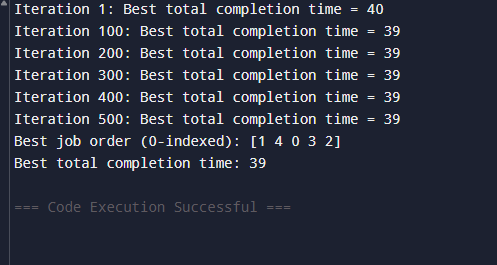 Iteration 1: Best total completion time = 40
Iteration 100: Best total completion time = 39
Iteration 200: Best total completion time = 39
Iteration 300: Best total completion time = 39
Iteration 400: Best total completion time = 39
Iteration 500: Best total completion time = 39
Best job order (0-indexed): [1 4 0 3 2]
Best total completion time: 39
=== Code Execution Successful ===